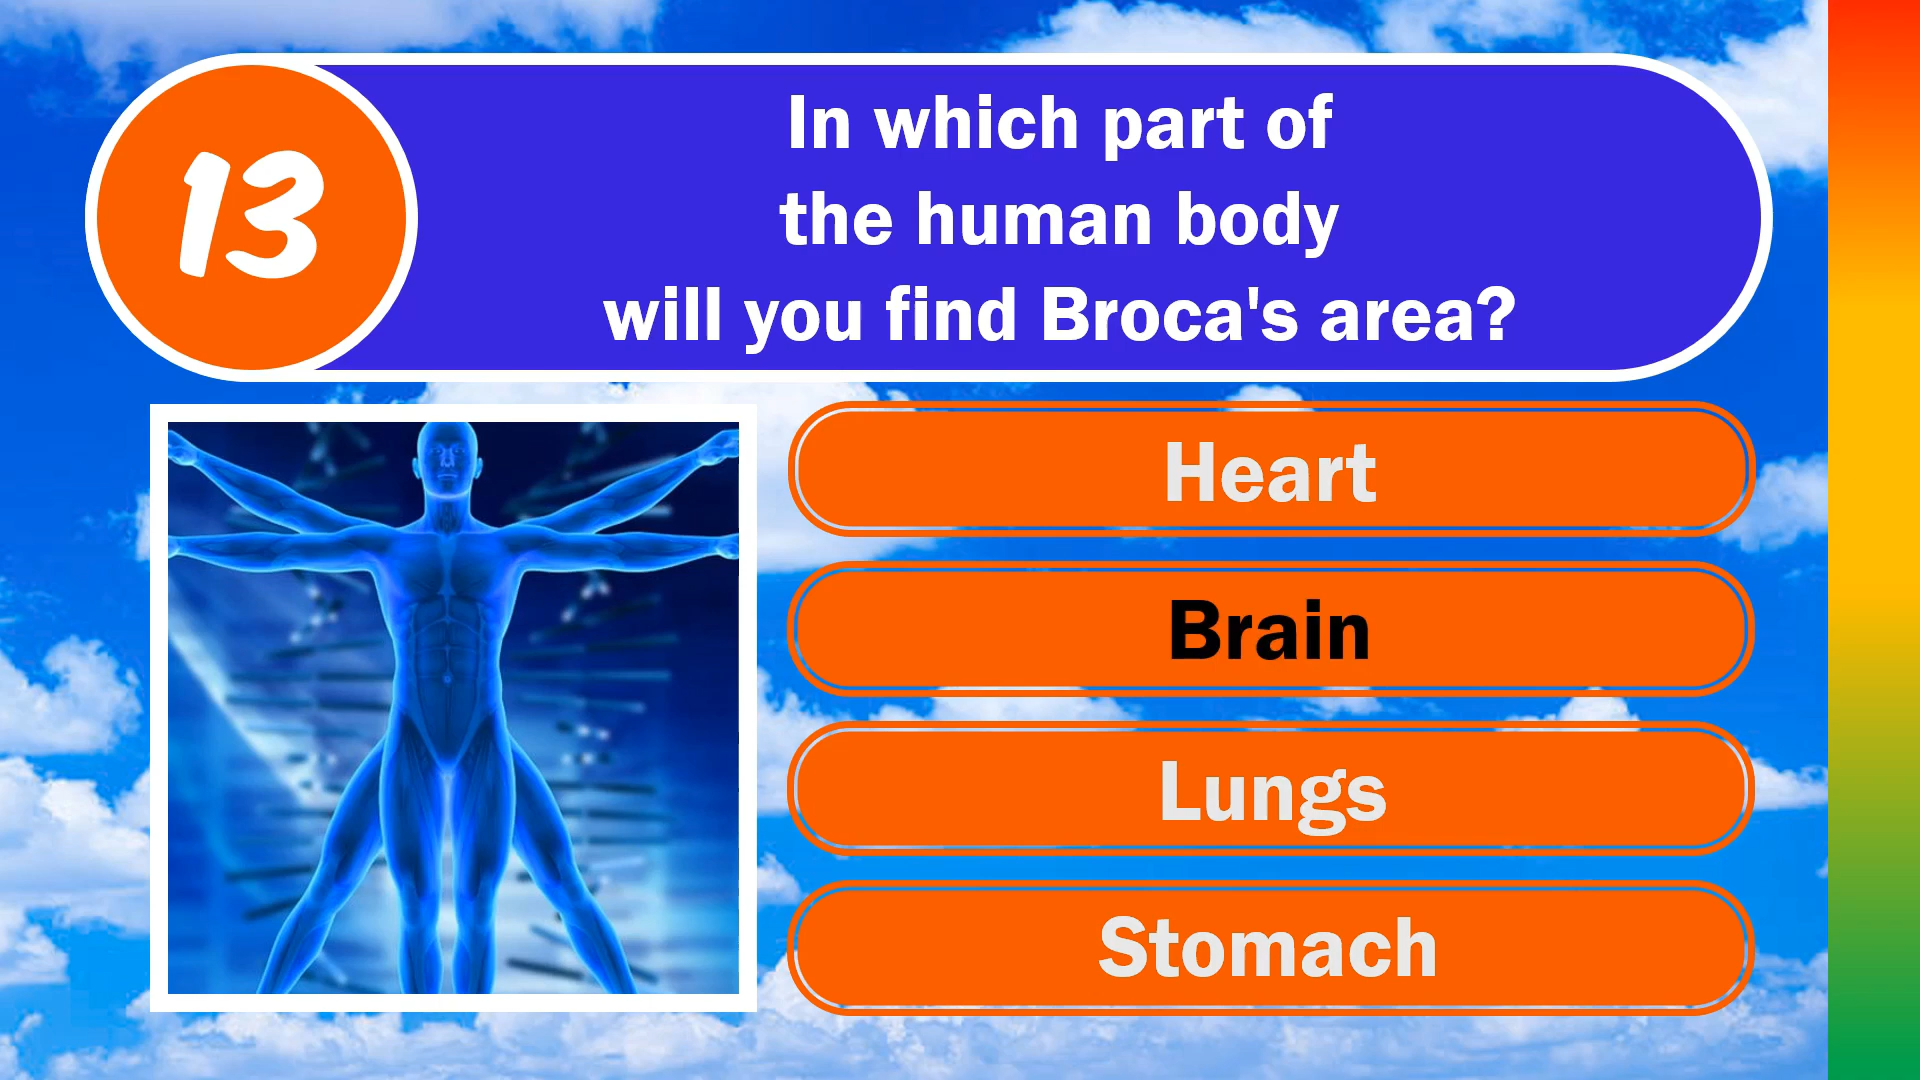 13
In which part of
the human body
will you find Broca's area?
Heart
Brain
Lungs
Stomach